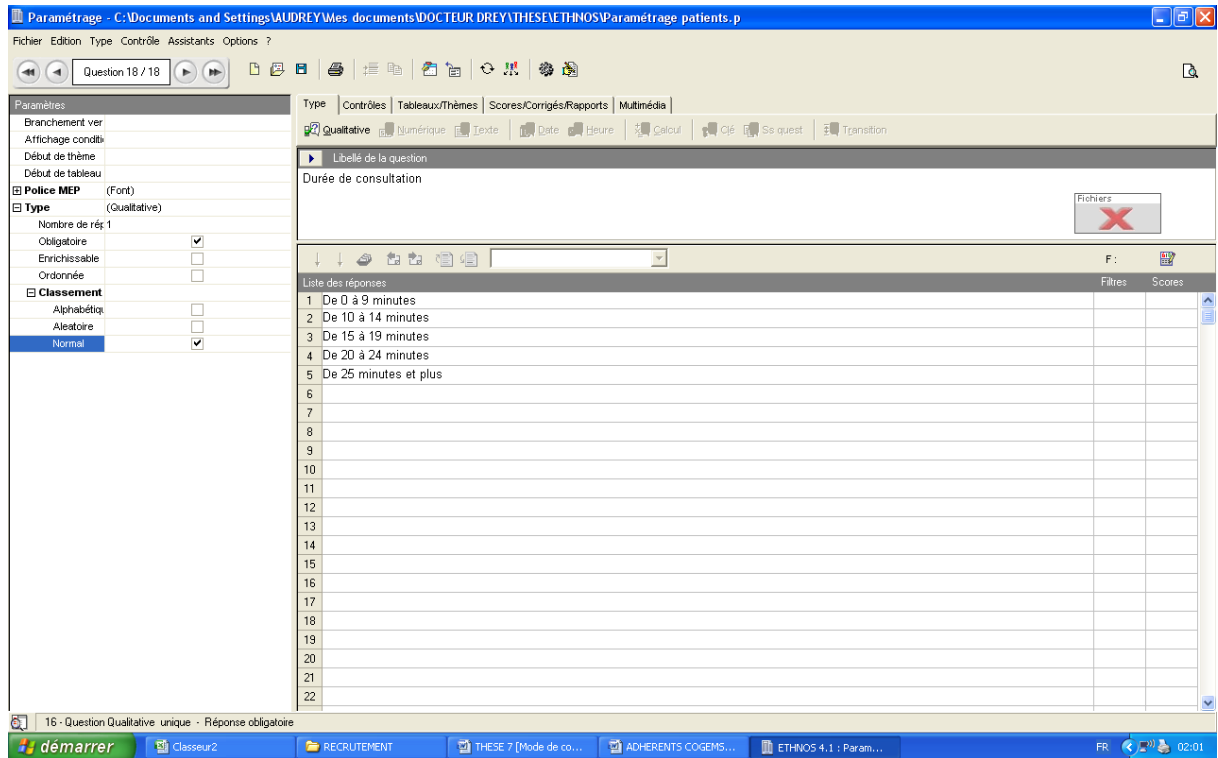 Paramétrage - C:\Documents and Settings\AUDREY\Mes documents\DOCTEUR DREY\THESE\ETHNOS\Paramétrage patients.p
Fichier Edition Type Contrôle Assistants Options ?
Question 18 / 18
Paramètres
Branchement ver
Affichage conditi
Début de thème
Début de tableau
Police MEP (Font)
Type (Qualitative)
Nombre de rép 1
Obligatoire
Enrichissable
Ordonnée
Classement
Alphabétiqu
Aleatoire
Normal
Type Contrôles Tableaux/Thèmes Scores/Corrigés/Rapports Multimédia
Qualitative Numérique Texte Date Heure Calcul Clé Ss quest Transition
Libellé de la question
Durée de consultation
Fichiers
F :
Liste des réponses Filtres Scores
1 De 0 à 9 minutes
2 De 10 à 14 minutes
3 De 15 à 19 minutes
4 De 20 à 24 minutes
5 De 25 minutes et plus
6
7
8
9
10
11
12
13
14
15
16
17
18
19
20
21
22
16 - Question Qualitative unique - Réponse obligatoire
démarrer Classeur2 RECRUTEMENT THESE 7 [Mode de co... ADHERENTS COGEMS... ETHNOS 4.1 : Param... FR 02:01